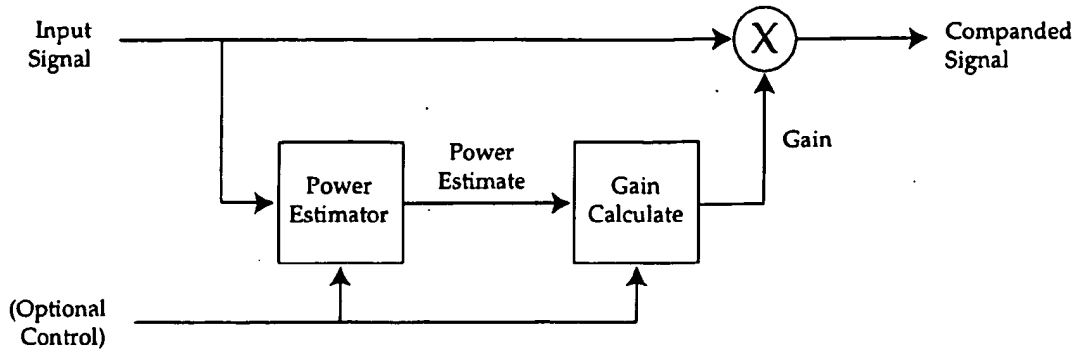 Input
Signal
X
Companded
Signal
Power
Estimate
Gain
Power
Estimator
Gain
Calculate
(Optional
Control)